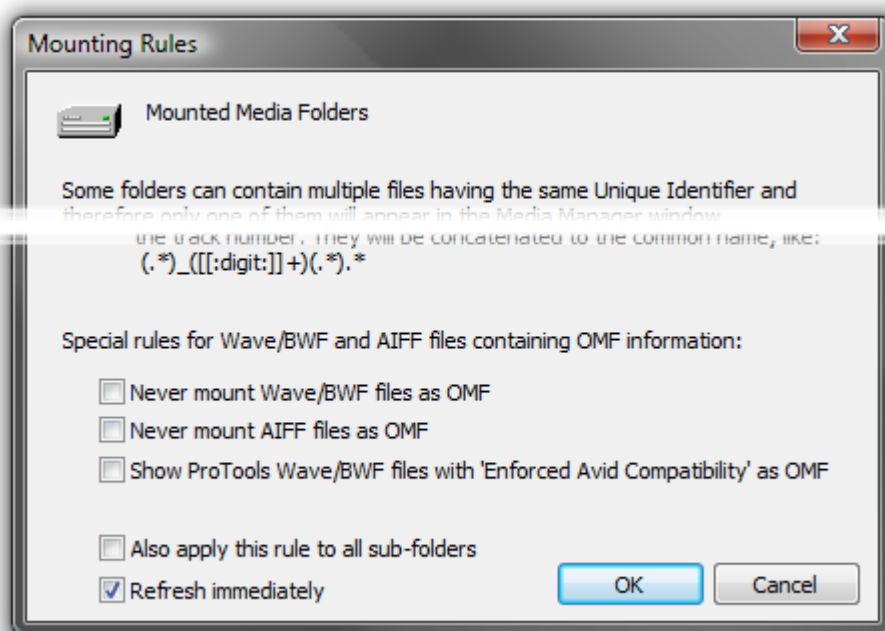 Mounting Rules
Mounted Media Folders
Some folders can contain multiple files having the same Unique Identifier and
therefore only one of them will appear in the Media Manager window
the track number. They will be concatenated to the common name, like:
(.*)_([[:digit:]]+)(.*).*
Special rules for Wave/BWF and AIFF files containing OMF information:
Never mount Wave/BWF files as OMF
Never mount AIFF files as OMF
Show ProTools Wave/BWF files with 'Enforced Avid Compatibility' as OMF
Also apply this rule to all sub-folders
Refresh immediately
OK
Cancel